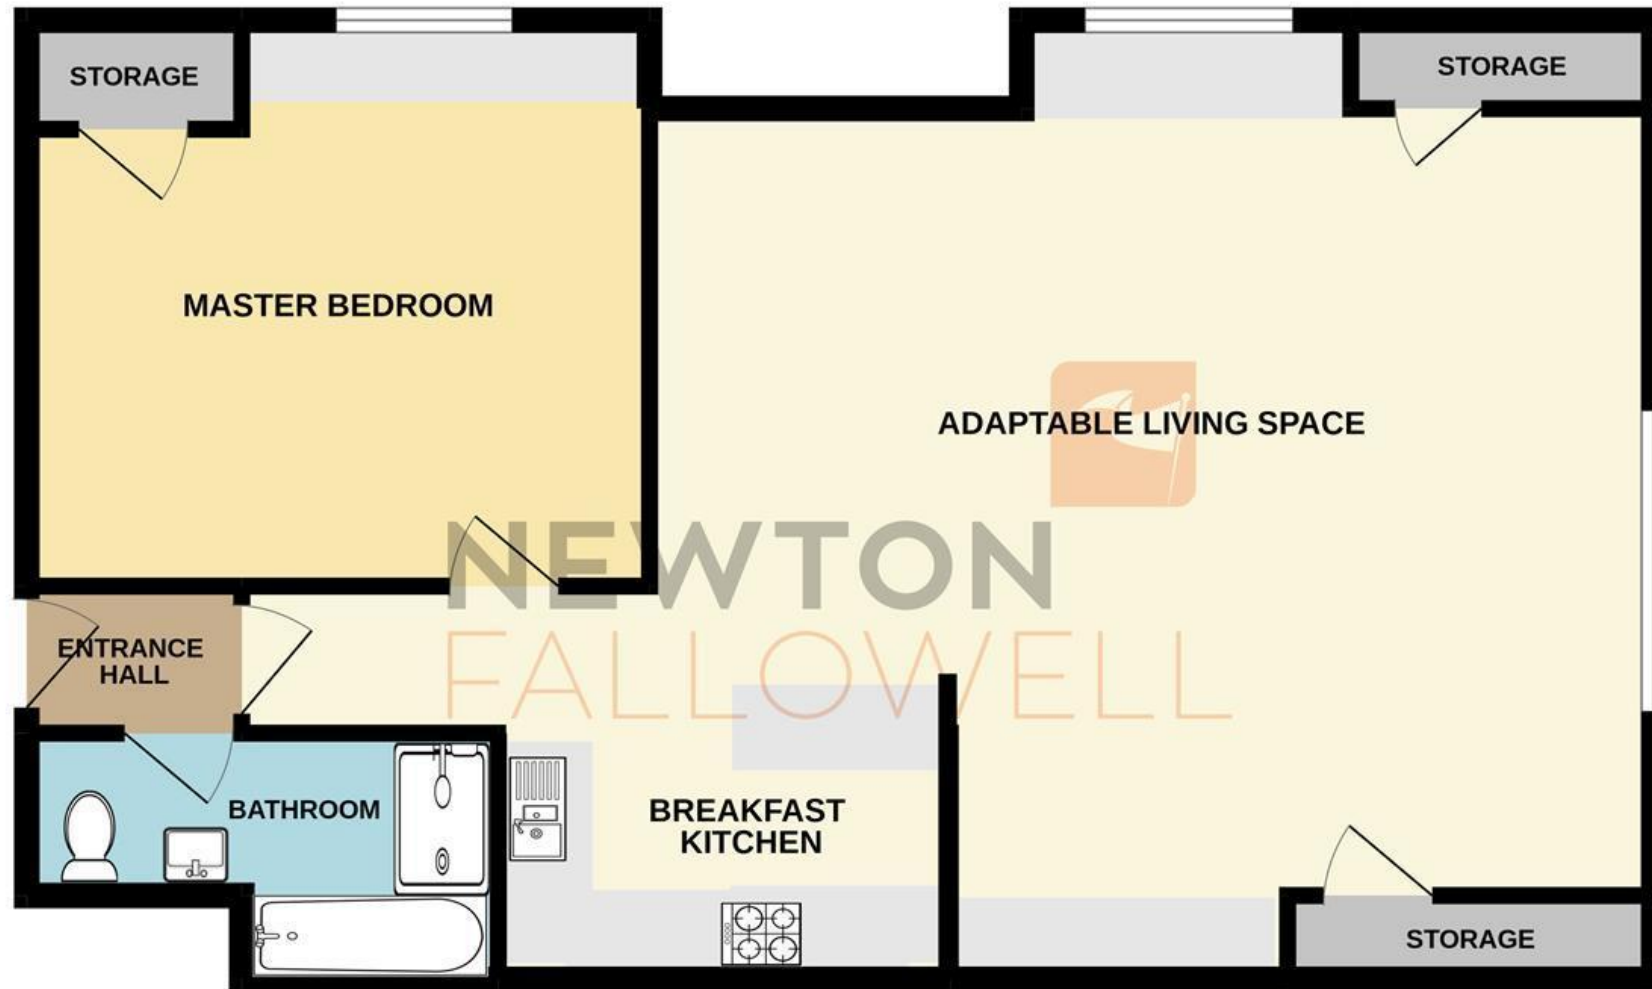 STORAGE
STORAGE
MASTER BEDROOM
ADAPTABLE LIVING SPACE
NEWTON
FALLOWELL
ENTRANCE
HALL
BATHROOM
BREAKFAST
KITCHEN
STORAGE